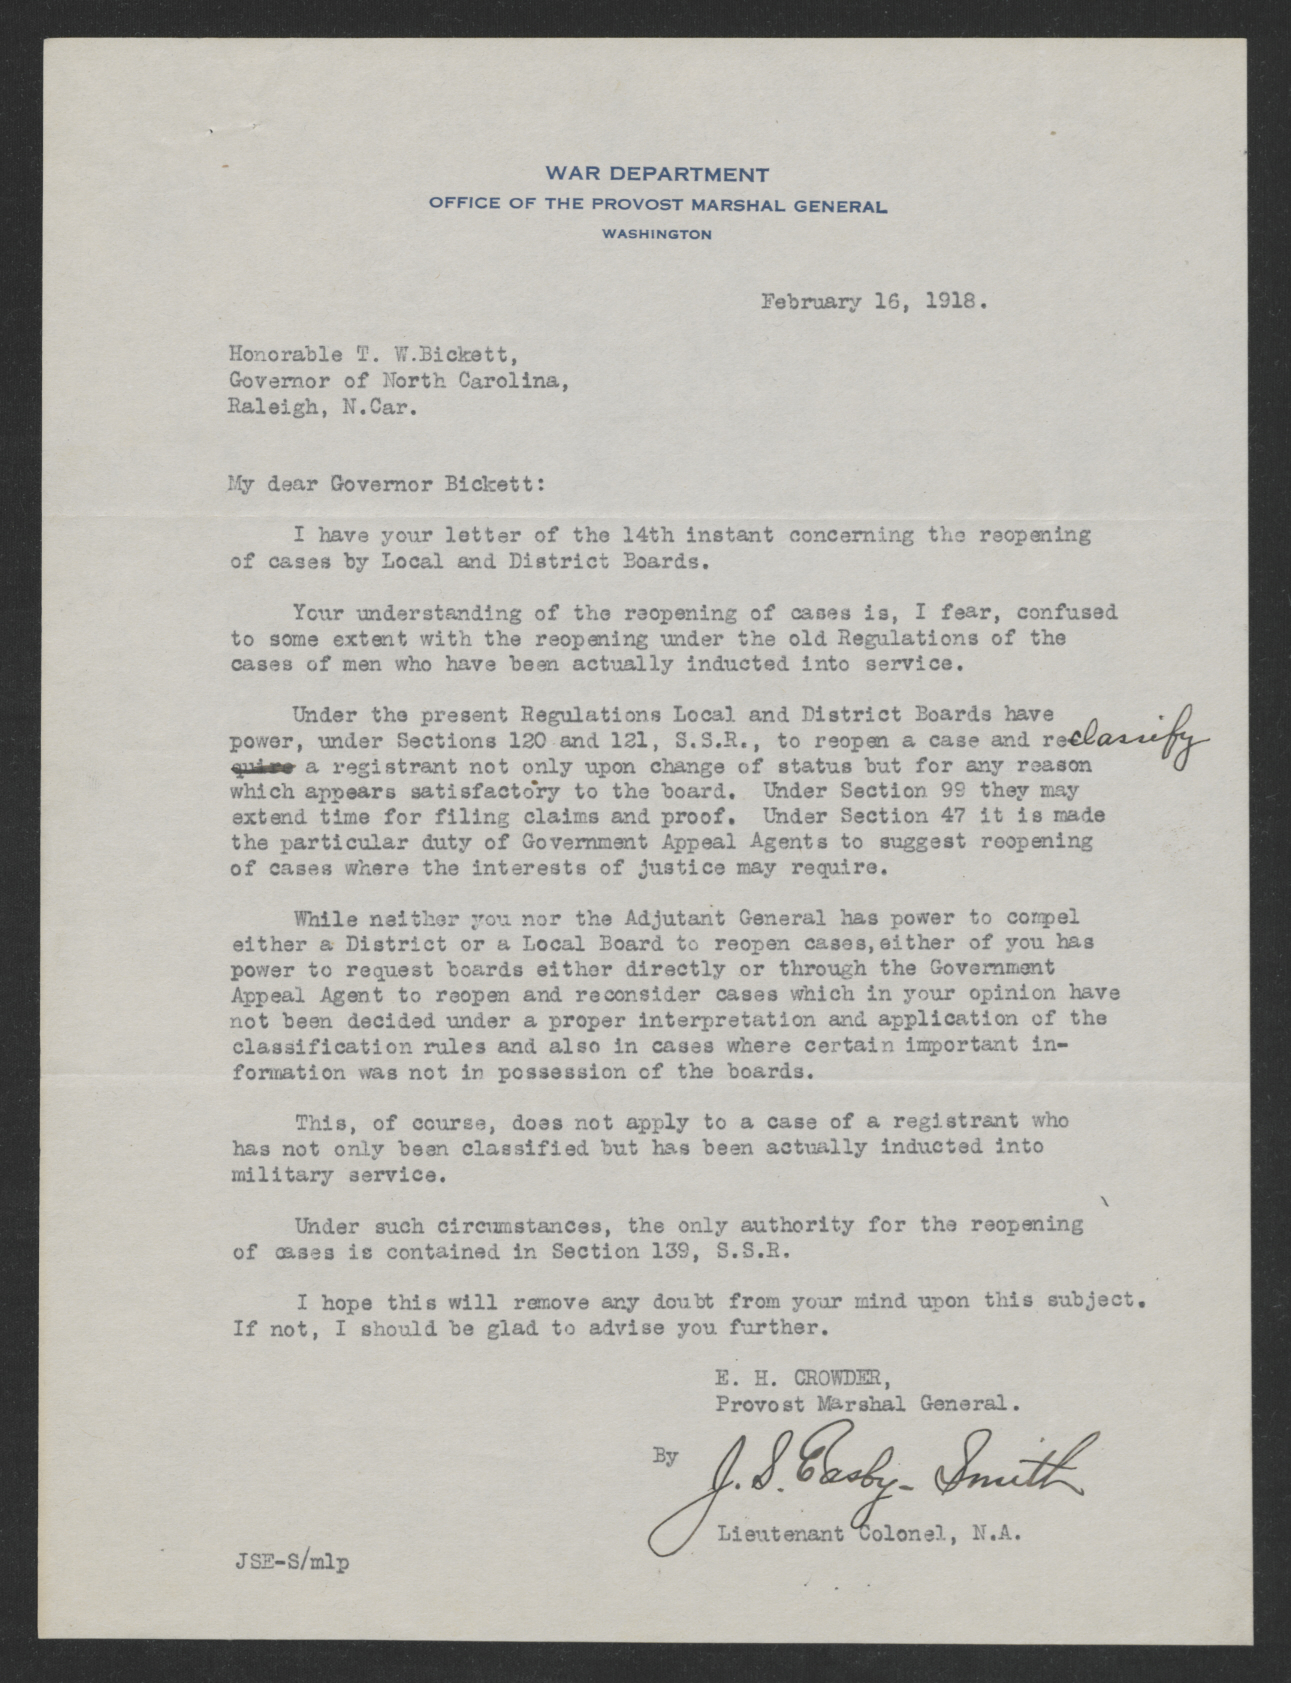 WAR DEPARTMENT
OFFICE OF THE PROVOST MARSHAL GENERAL
WASHINGTON
February 16, 1918.
Honorable T. W.Bickett,
Governor of North Carolina,
Raleigh, N.Car.
My dear Governor Bickett:
I have your letter of the 14th instant concerning the reopening
of cases by Local and District Boards.
Your understanding of the reopening of cases is, I fear, confused
to some extent with the reopening under the old Regulations of the
cases of men who have been actually inducted into service.
Under the present Regulations Local and District Boards have
power, under Sections 120 and 121, S.S.R., to reopen a case and reclassify
quire a registrant not only upon change of status but for any reason
which appears satisfactory to the board. Under Section 99 they may
extend time for filing claims and proof. Under Section 47 it is made
the particular duty of Government Appeal Agents to suggest reopening
of cases where the interests of justice may require.
While neither you nor the Adjutant General has power to compel
either a District or a Local Board to reopen cases,either of you has
power to request boards either directly or through the Government
Appeal Agent to reopen and reconsider cases which in your opinion have
not been decided under a proper interpretation and application of the
classification rules and also in cases where certain important in-
formation was not in possession of the boards.
This, of course, does not apply to a case of a registrant who
has not only been classified but has been actually inducted into
military service.
Under such circumstances, the only authority for the reopening
of cases is contained in Section 139, S.S.R.
I hope this will remove any doubt from your mind upon this subject.
If not, I should be glad to advise you further.
E. H. CROWDER,
Provost Marshal General.
By J. S. Easby-Smith
Lieutenant Colonel, N.A.
JSE-S/mlp